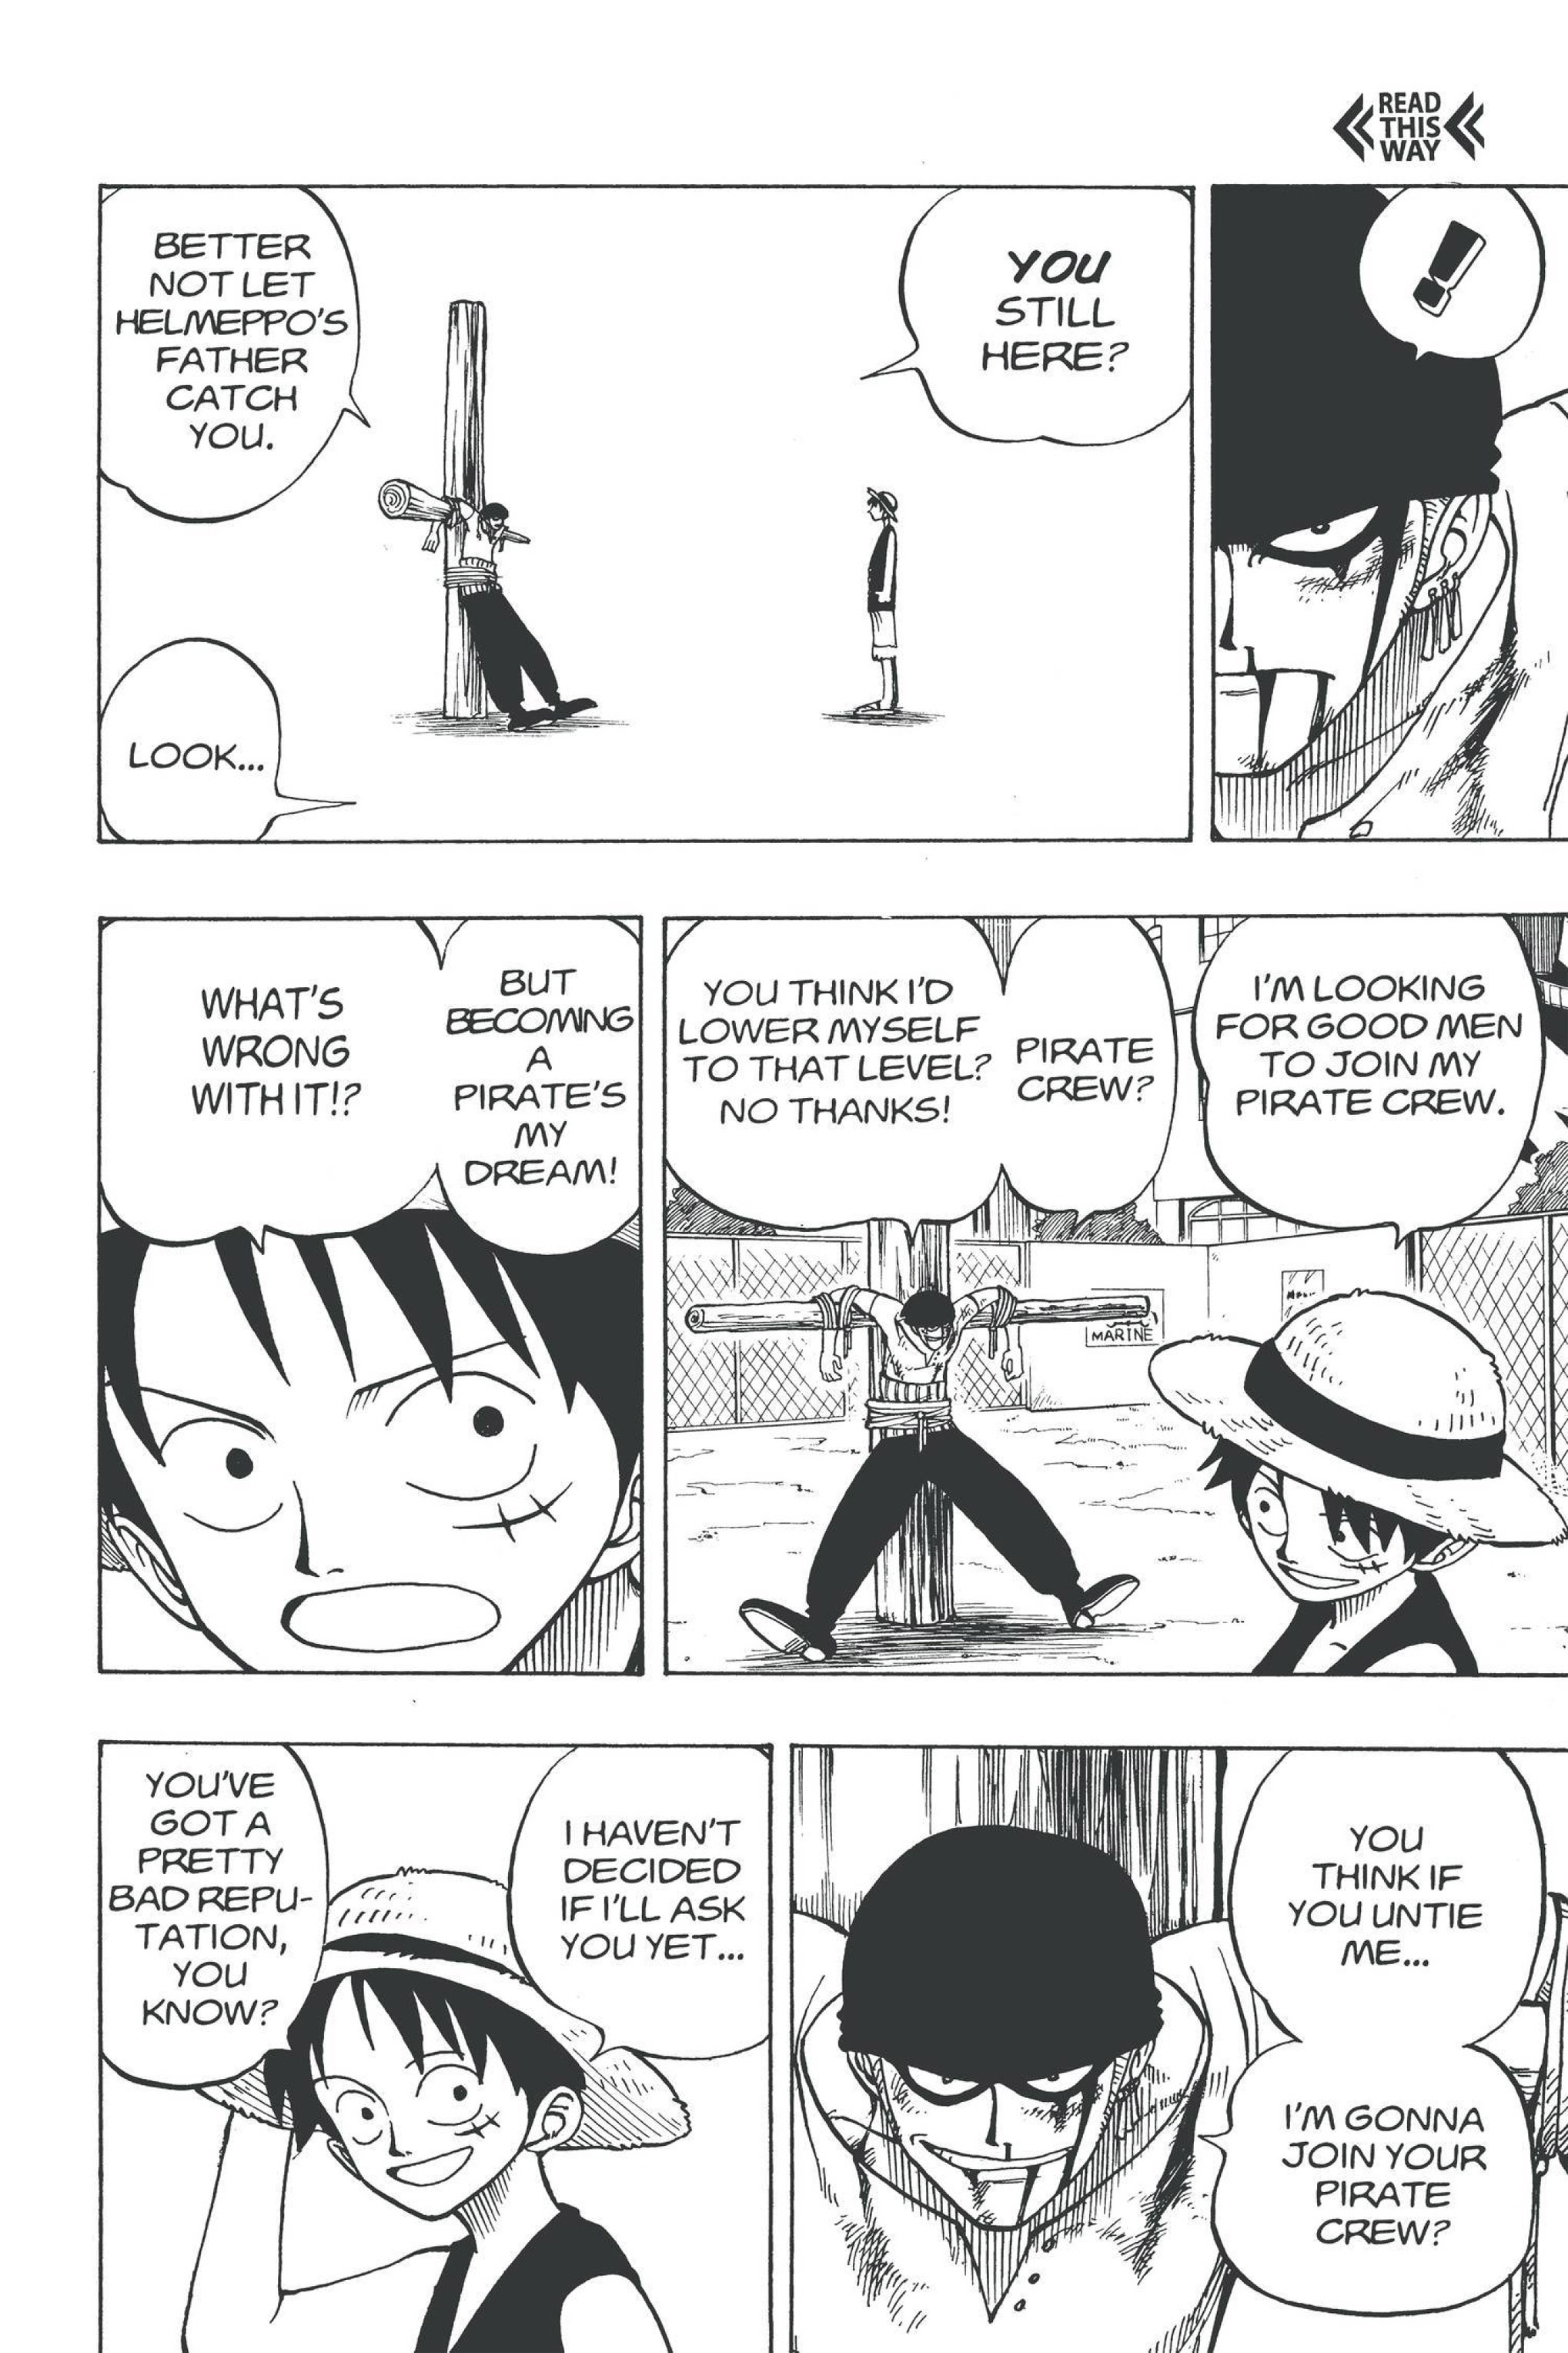 READ
THIS
WAY
!
YOU
STILL
HERE?
BETTER
NOT LET
HELMEPPO'S
FATHER
CATCH
YOU.
LOOK...
I'M LOOKING
FOR GOOD MEN
TO JOIN MY
PIRATE CREW.
PIRATE
CREW?
YOU THINK I'D
LOWER MYSELF
TO THAT LEVEL?
NO THANKS!
MARINE
BUT
BECOMING
A
PIRATE'S
MY
DREAM!
WHAT'S
WRONG
WITH IT!?
YOU
THINK IF
YOU UNTIE
ME...
I'M GONNA
JOIN YOUR
PIRATE
CREW?
I HAVEN'T
DECIDED
IF I'LL ASK
YOU YET...
YOU'VE
GOT A
PRETTY
BAD REPU-
TATION,
YOU
KNOW?